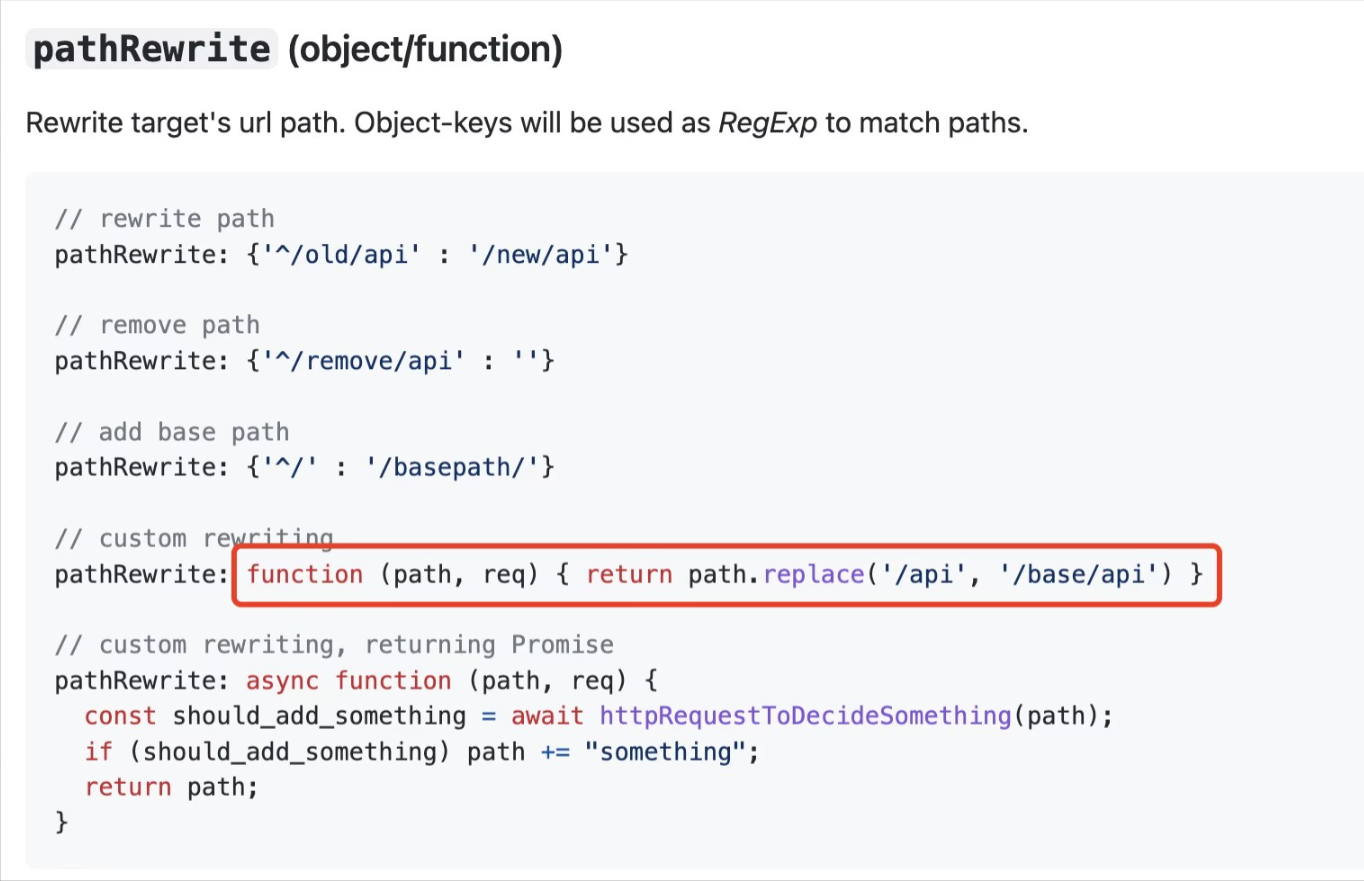 pathRewrite (object/function)
Rewrite target's url path. Object-keys will be used as RegExp to match paths.
// rewrite path
pathRewrite: {'^/old/api' : '/new/api'}
// remove path
pathRewrite: {'^/remove/api' : ''}
// add base path
pathRewrite: {'^/' : '/basepath/'}
// custom rewriting
pathRewrite: function (path, req) { return path.replace('/api', '/base/api') }
// custom rewriting, returning Promise
pathRewrite: async function (path, req) {
  const should_add_something = await httpRequestToDecideSomething(path);
  if (should_add_something) path += "something";
  return path;
}